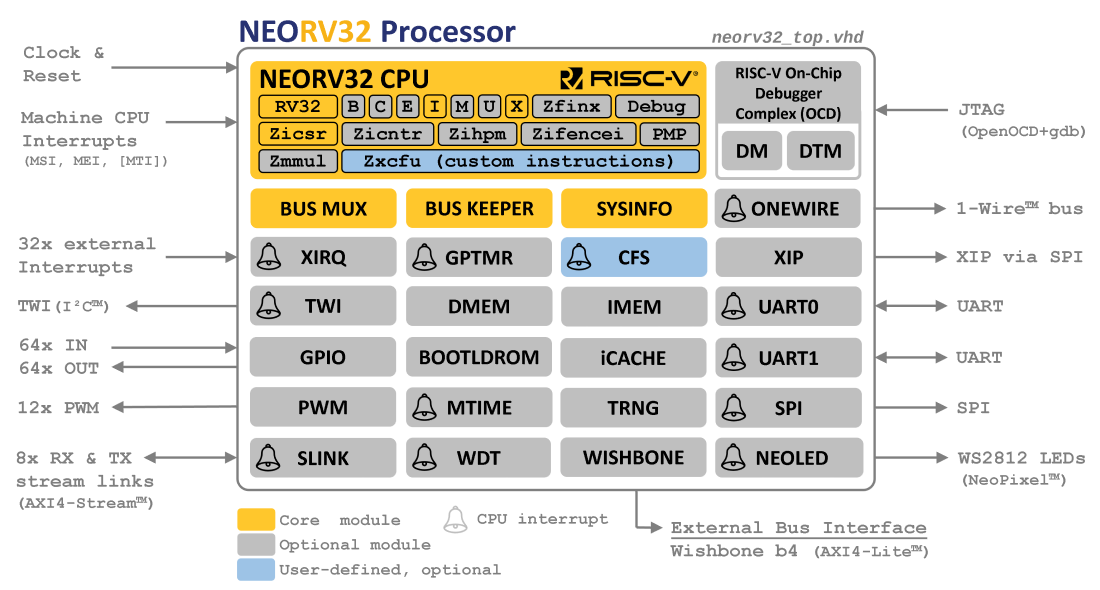 NEORV32 Processor
neorv32_top.vhd
Clock &
Reset
Machine CPU
Interrupts
(MSI, MEI, [MTI])
32x external
Interrupts
TWI(I²C™)
64x IN
64x OUT
12x PWM
8x RX & TX
stream links
(AXI4-Stream™)
NEORV32 CPU
RISC-V®
RV32 B C E I M U X Zfinx Debug
Zicsr Zicntr Zihpm Zifencei PMP
Zmmul Zxcfu (custom instructions)
RISC-V On-Chip
Debugger
Complex (OCD)
DM DTM
BUS MUX BUS KEEPER SYSINFO ONEWIRE
XIRQ GPTMR CFS XIP
TWI DMEM IMEM UART0
GPIO BOOTLDROM iCACHE UART1
PWM MTIME TRNG SPI
SLINK WDT WISHBONE NEOLED
JTAG
(OpenOCD+gdb)
1-Wire™ bus
XIP via SPI
UART
UART
SPI
WS2812 LEDs
(NeoPixel™)
Core module
Optional module
User-defined, optional
CPU interrupt
External Bus Interface
Wishbone b4 (AXI4-Lite™)